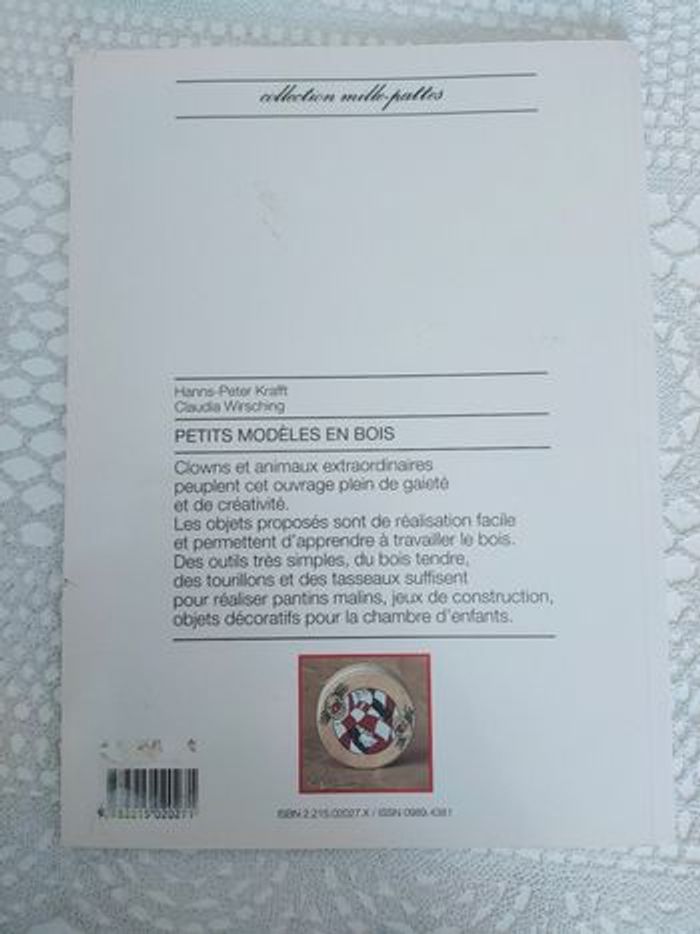 collection mille-pattes
Hanns-Peter Krafft
Claudia Wirsching
PETITS MODÈLES EN BOIS
Clowns et animaux extraordinaires
peuplent cet ouvrage plein de gaieté
et de créativité.
Les objets proposés sont de réalisation facile
et permettent d'apprendre à travailler le bois.
Des outils très simples, du bois tendre,
des tourillons et des tasseaux suffisent
pour réaliser pantins malins, jeux de construction,
objets décoratifs pour la chambre d'enfants.
9 782215 020271
ISBN 2.215.02027.X / ISSN 0989.4381